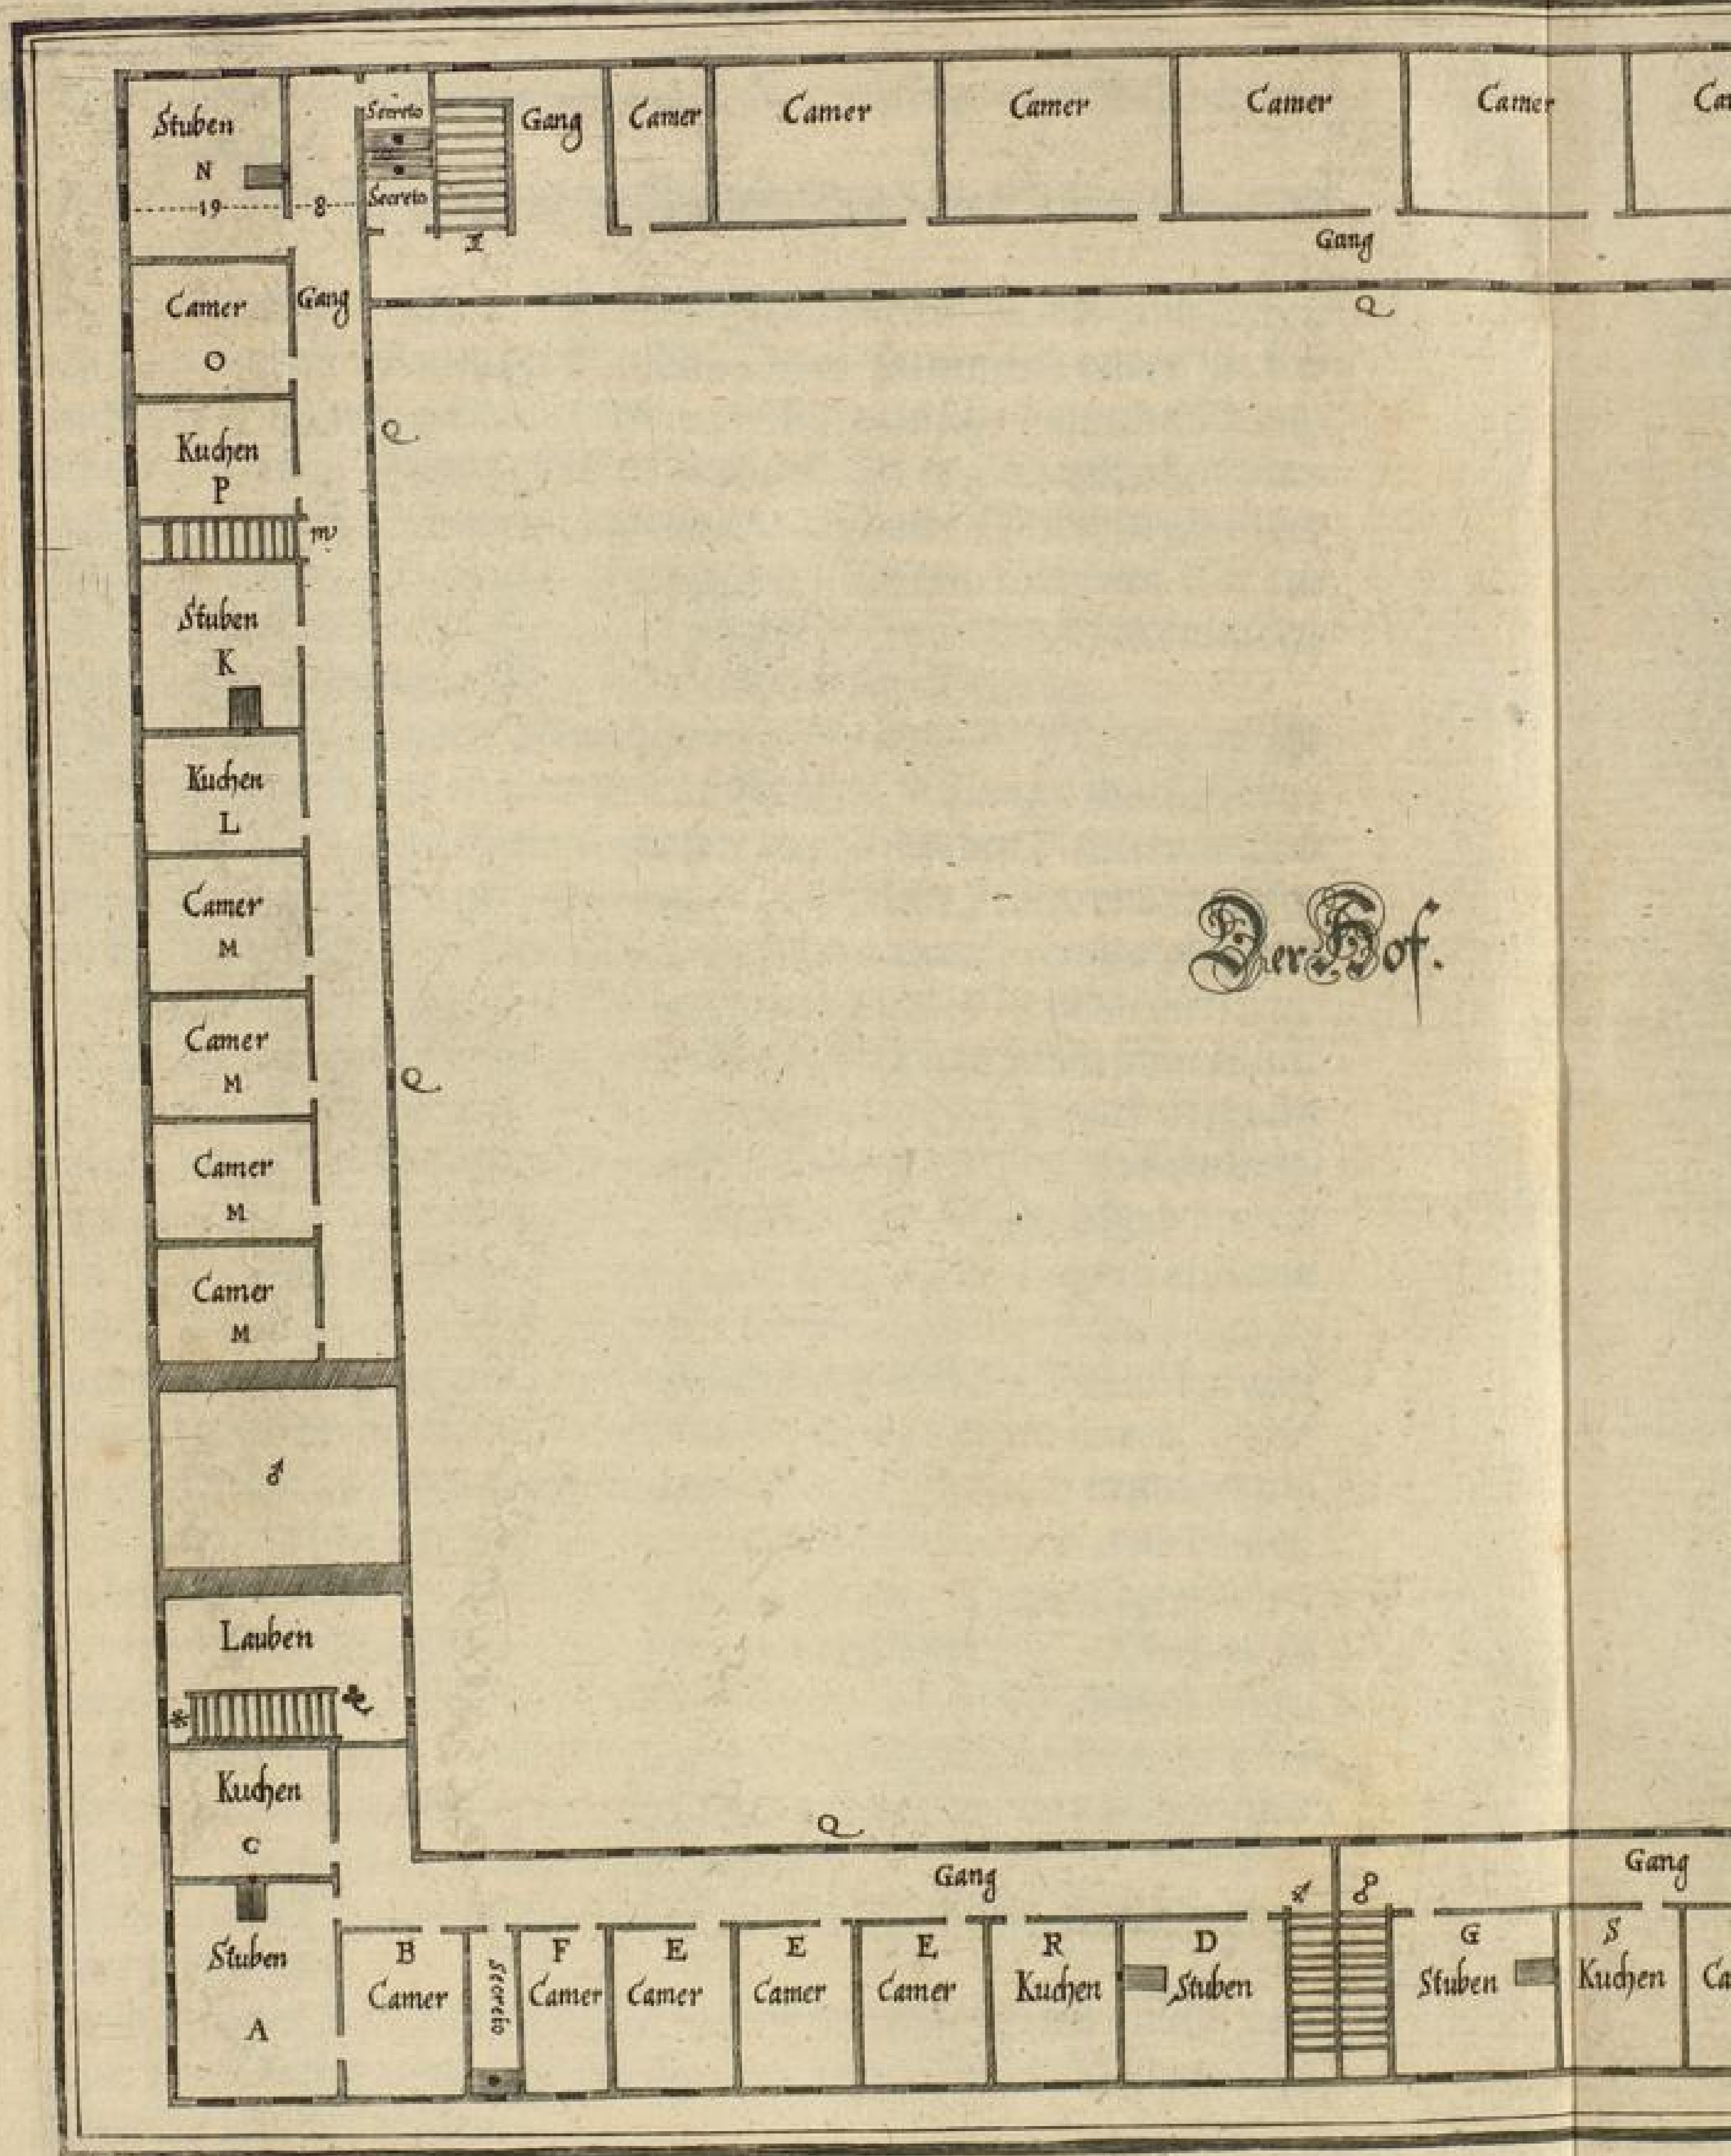 Stuben
N
19
8
Secreto
Secreto
Gang
Camer
Camer
Camer
Camer
Camer
Gang
Q
Camer
O
Gang
Q
Kuchen
P
m
Stuben
K
Kuchen
L
Camer
M
Der Hof.
Camer
M
Q
Camer
M
Camer
M
Lauben
*
Kuchen
C
Q
Gang
Gang
Stuben
A
B
Camer
Secreto
F
Camer
E
Camer
E
Camer
E
Camer
R
Kuchen
D
Stuben
G
Stuben
S
Kuchen